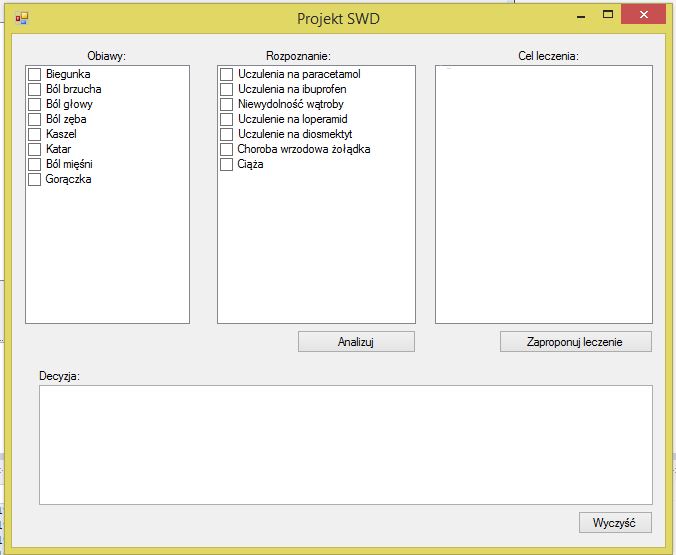 Projekt SWD
Obiawy:
Rozpoznanie:
Cel leczenia:
Biegunka
Ból brzucha
Ból głowy
Ból zęba
Kaszel
Katar
Ból mięśni
Gorączka
Uczulenia na paracetamol
Uczulenia na ibuprofen
Niewydolność wątroby
Uczulenie na loperamid
Uczulenie na diosmektyt
Choroba wrzodowa żołądka
Ciąża
Analizuj
Zaproponuj leczenie
Decyzja:
Wyczyść